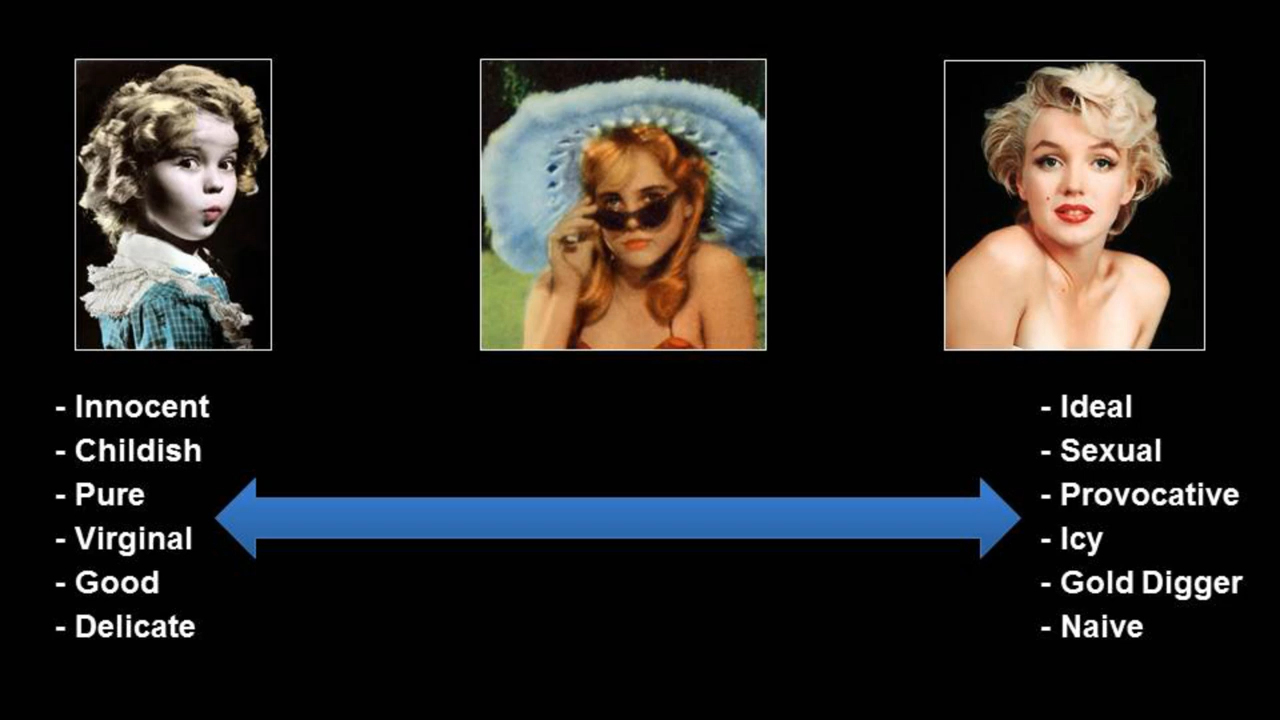 - Innocent
- Childish
- Pure
- Virginal
- Good
- Delicate
- Ideal
- Sexual
- Provocative
- Icy
- Gold Digger
- Naive